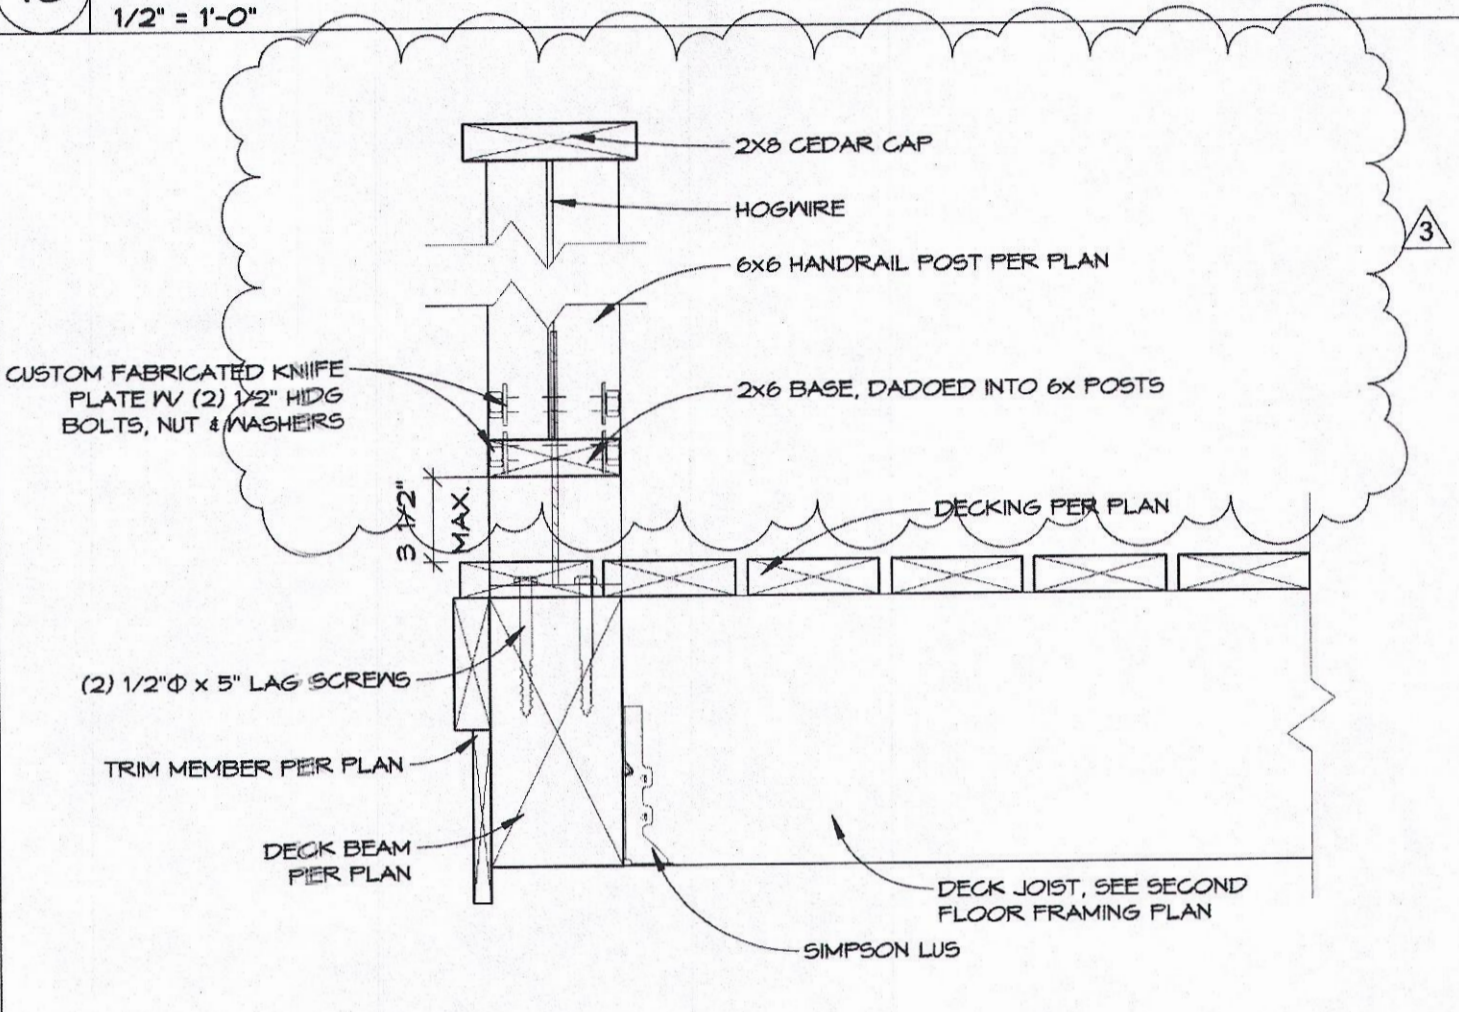 1/2" = 1'-0"
2X8 CEDAR CAP
HOGWIRE
3
6x6 HANDRAIL POST PER PLAN
CUSTOM FABRICATED KNIFE
PLATE W/ (2) 1/2" HDG
BOLTS, NUT & WASHERS
2X6 BASE, DADOED INTO 6X POSTS
3 1/2"
MAX.
DECKING PER PLAN
(2) 1/2"Φ x 5" LAG SCREWS
TRIM MEMBER PER PLAN
DECK BEAM
PER PLAN
DECK JOIST, SEE SECOND
FLOOR FRAMING PLAN
SIMPSON LUS